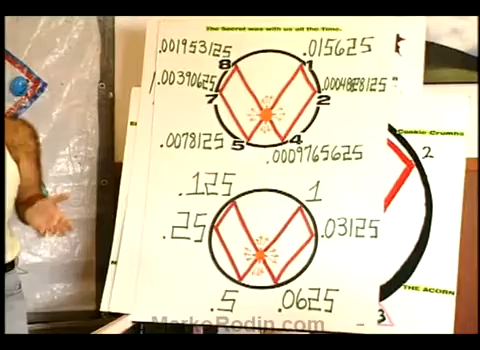 The Secret was with us all the Time.
.001953125 .015625
8 1
.00390625 .0004828125
7 2
5 4
.0078125 .0009765625
.125 1
.25 .03125
.5 .0625
Cookie Crumbs
2
THE ACORN
3
MarkoRodin.com